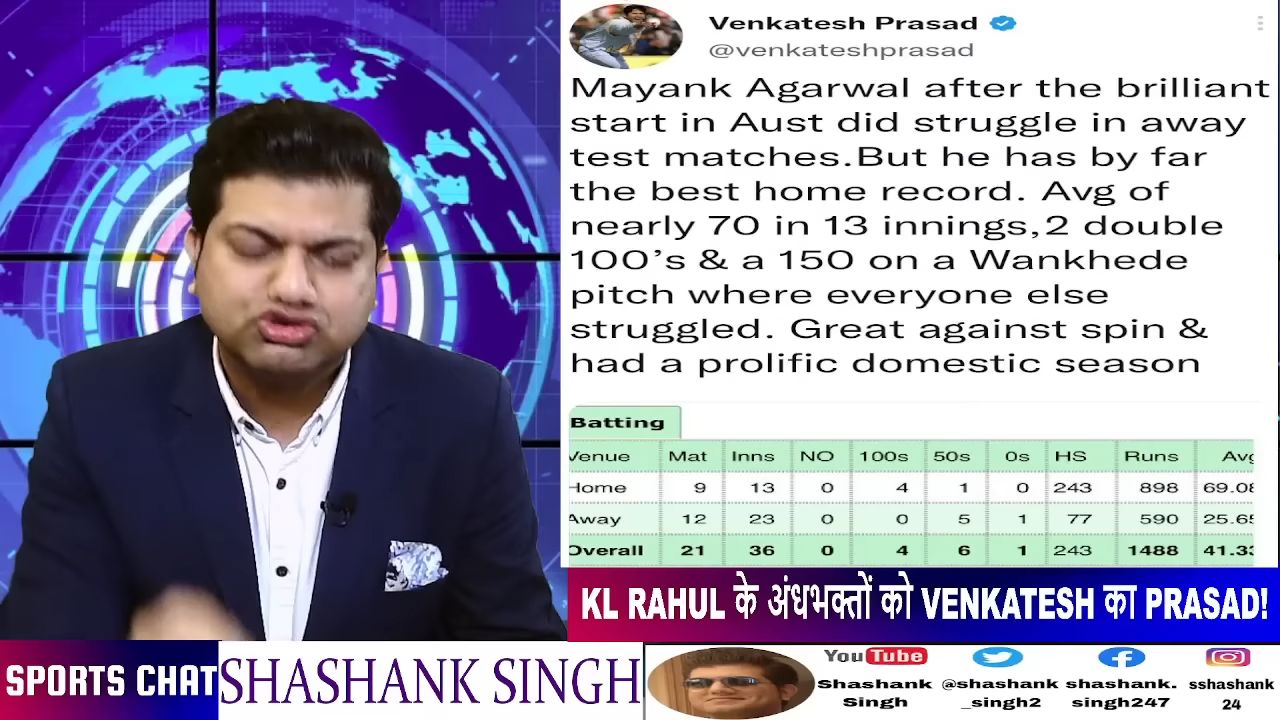 Venkatesh Prasad
@venkateshprasad
Mayank Agarwal after the brilliant
start in Aust did struggle in away
test matches.But he has by far
the best home record. Avg of
nearly 70 in 13 innings,2 double
100's & a 150 on a Wankhede
pitch where everyone else
struggled. Great against spin &
had a prolific domestic season
Batting
Venue Mat Inns NO 100s 50s 0s HS Runs Avg
Home 9 13 0 4 1 0 243 898 69.08
Away 12 23 0 0 5 1 77 590 25.65
Overall 21 36 0 4 6 1 243 1488 41.33
KL RAHUL के अंधभक्तों को VENKATESH का PRASAD!
SPORTS CHAT
SHASHANK SINGH
YouTube
Shashank
Singh
@shashank
_singh2
shashank.
singh247
sshashank
24